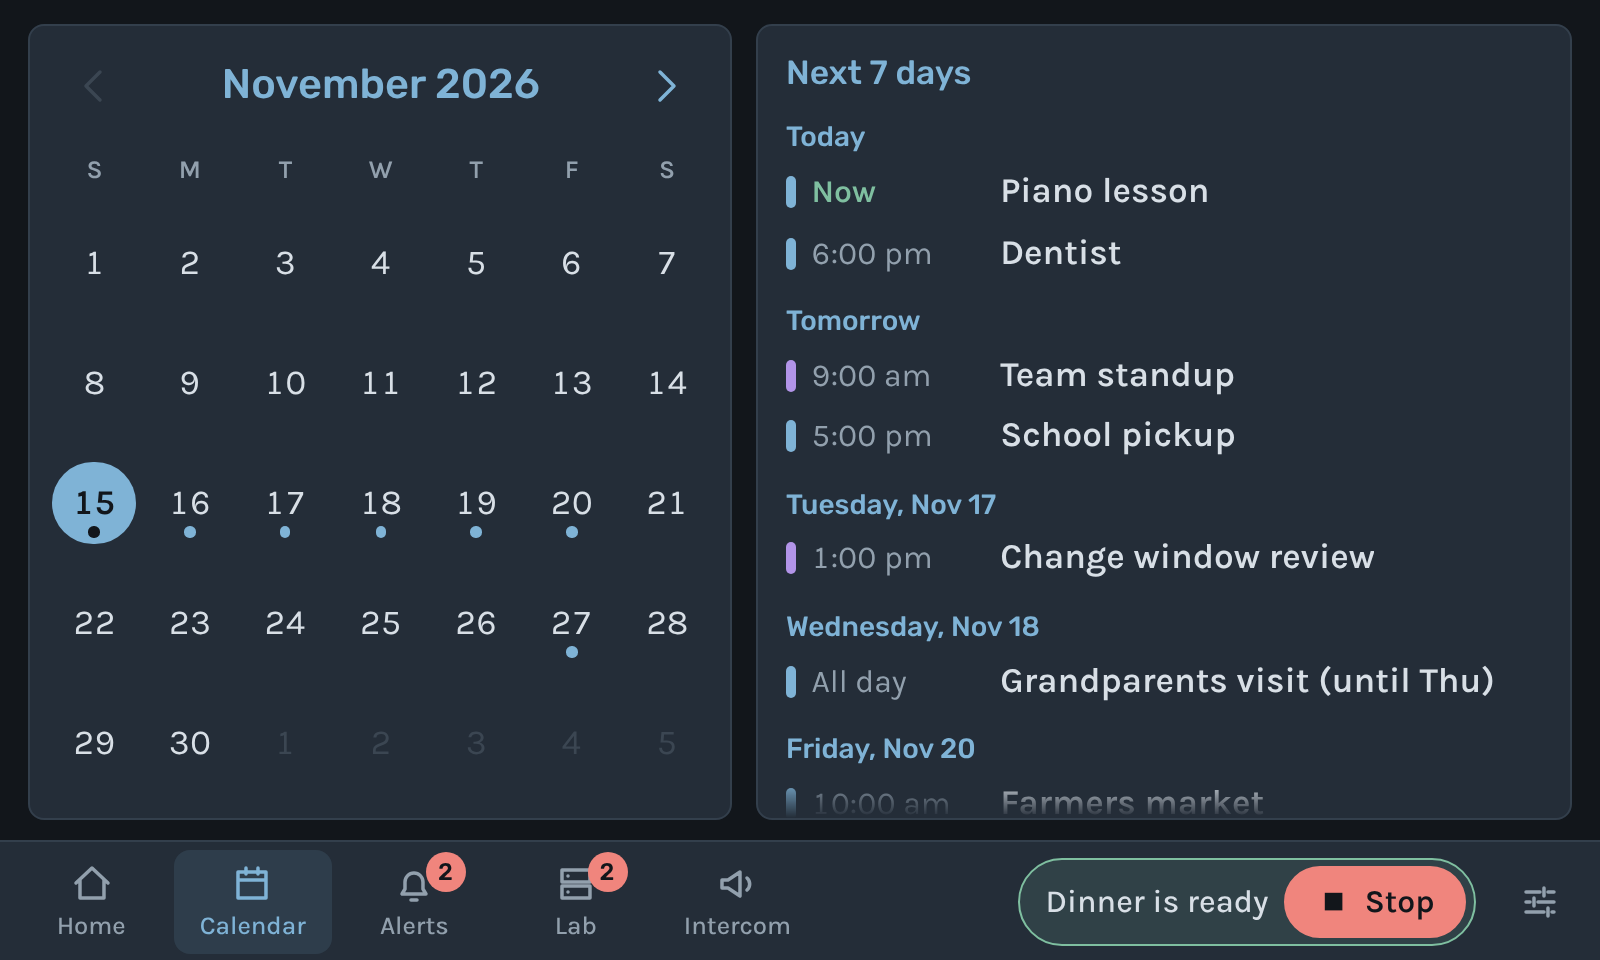 November 2026
S M T W T F S
1 2 3 4 5 6 7
8 9 10 11 12 13 14
15 16 17 18 19 20 21
22 23 24 25 26 27 28
29 30 1 2 3 4 5
Next 7 days
Today
Now Piano lesson
6:00 pm Dentist
Tomorrow
9:00 am Team standup
5:00 pm School pickup
Tuesday, Nov 17
1:00 pm Change window review
Wednesday, Nov 18
All day Grandparents visit (until Thu)
Friday, Nov 20
10:00 am Farmers market
Home
Calendar
2
Alerts
2
Lab
Intercom
Dinner is ready
Stop